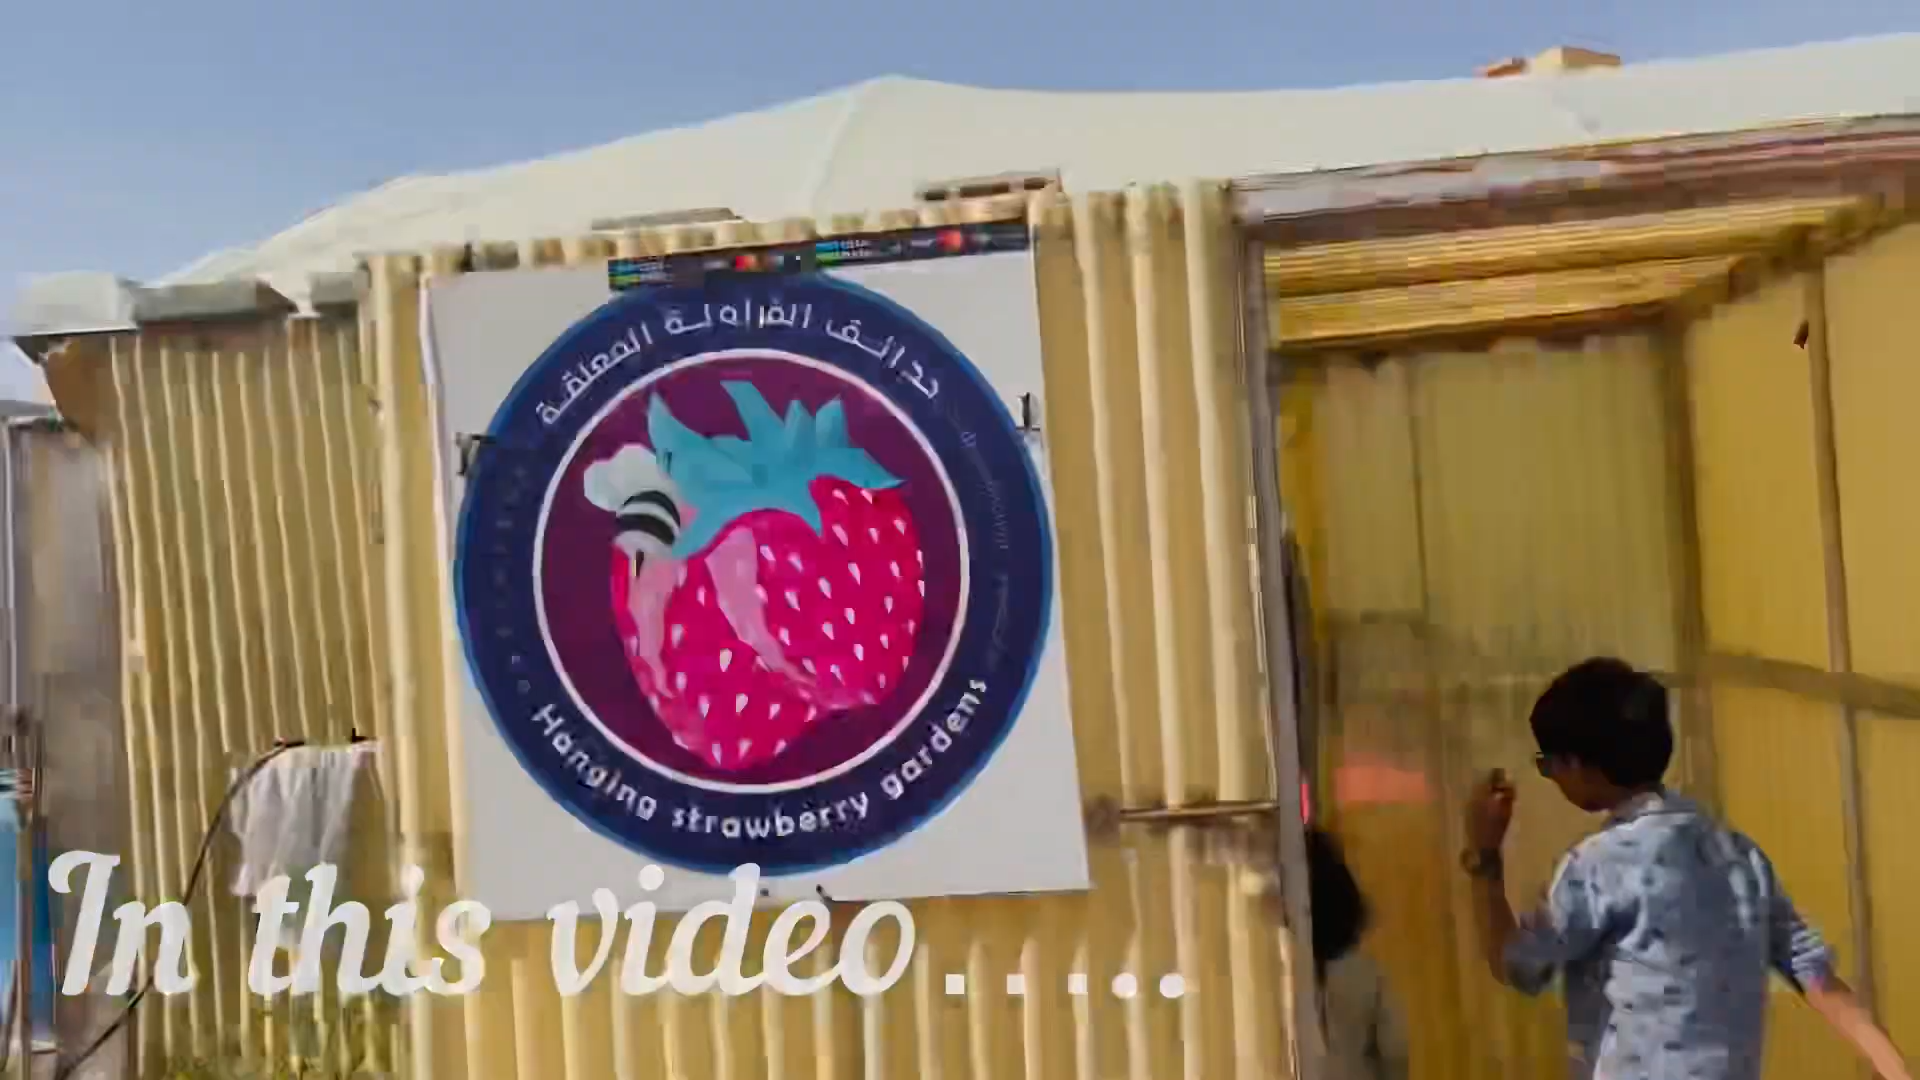 حدائق الفراولة المعلقة
Hanging strawberry gardens
In this video.....